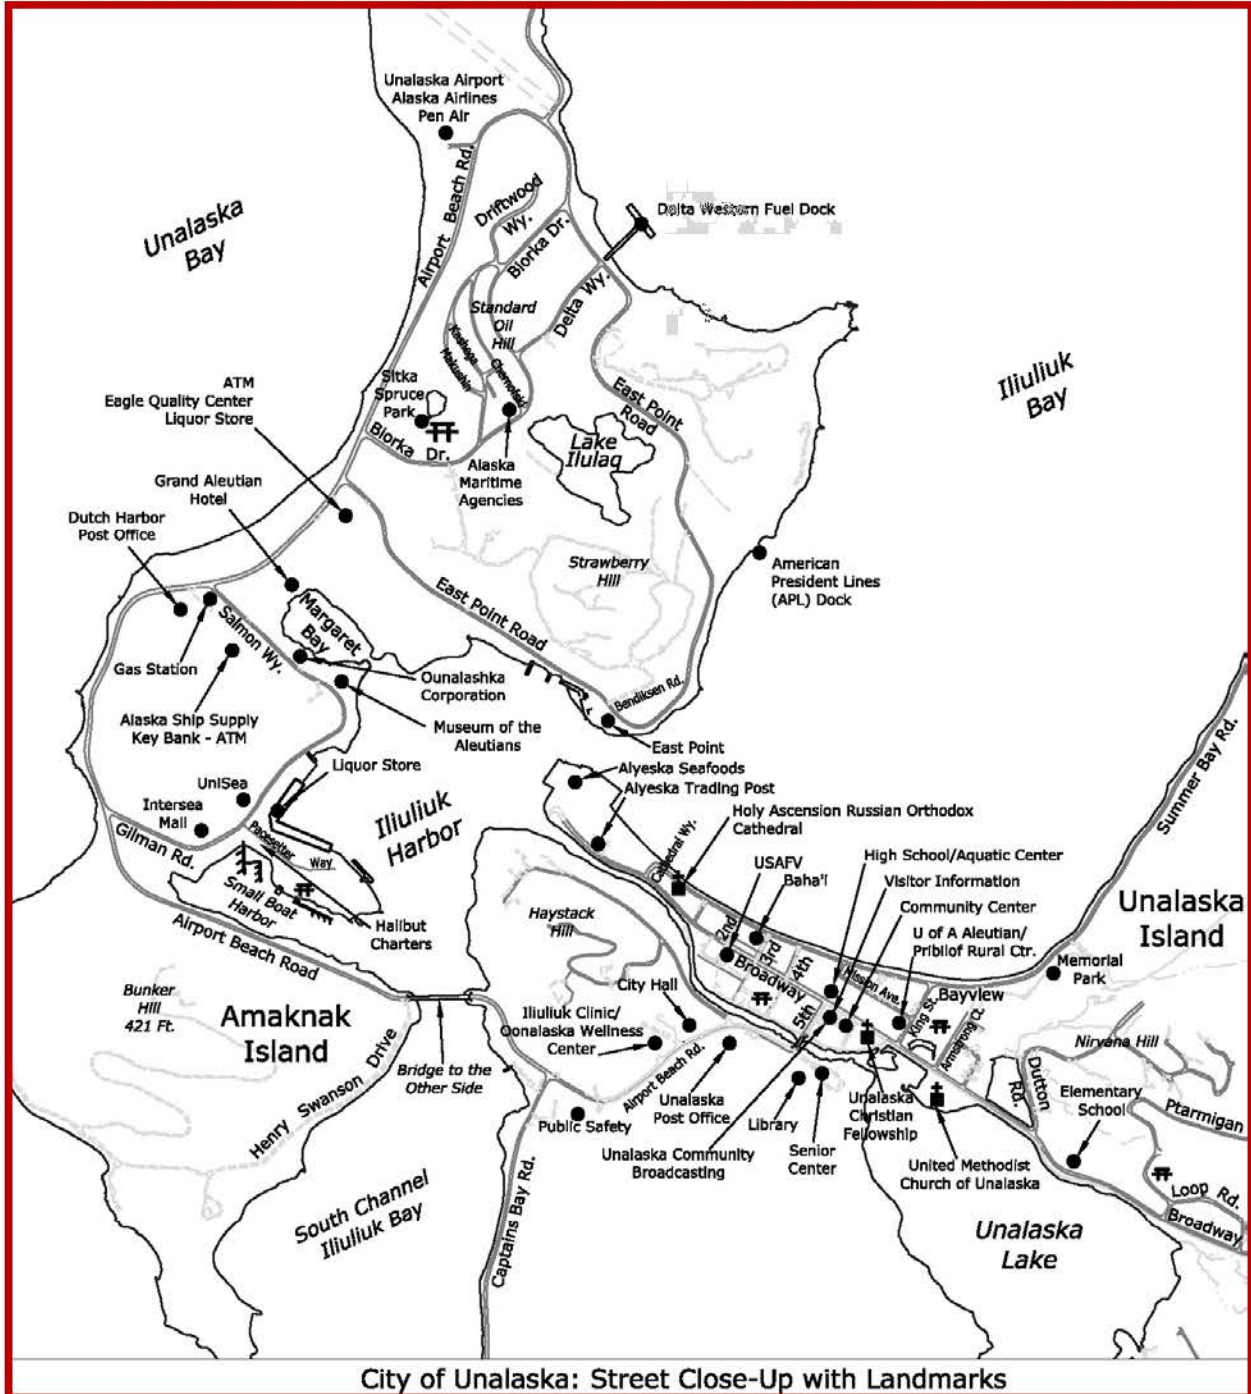 Unalaska Airport
Alaska Airlines
Pen Air
Airport Beach Rd.
Driftwood
Wy.
Biorka Dr.
Delta Western Fuel Dock
Unalaska
Bay
Delta Wy.
Standard
Oil
Hill
Kashega
Makushin
Chernofski
Iliuliuk
Bay
East Point
Road
Sitka
Spruce
Park
Biorka Dr.
ATM
Eagle Quality Center
Liquor Store
Lake
Ilulaq
Alaska
Maritime
Agencies
Grand Aleutian
Hotel
Dutch Harbor
Post Office
Strawberry
Hill
American
President Lines
(APL) Dock
East Point Road
Margaret
Bay
Salmon Wy.
Gas Station
Ounalashka
Corporation
Bendiksen Rd.
Alaska Ship Supply
Key Bank - ATM
Museum of the
Aleutians
East Point
Liquor Store
Alyeska Seafoods
UniSea
Alyeska Trading Post
Intersea
Mall
Iliuliuk
Harbor
Holy Ascension Russian Orthodox
Cathedral
Summer Bay Rd.
Gilman Rd.
Pacesetter
Way
Cathedral Wy.
USAFV
Baha'i
High School/Aquatic Center
Visitor Information
Small Boat
Harbor
Halibut
Charters
Haystack
Hill
2nd
3rd
4th
5th
Broadway
Community Center
Unalaska
Island
U of A Aleutian/
Pribilof Rural Ctr.
Airport Beach Road
Mission Ave.
Memorial
Park
Bunker
Hill
421 Ft.
Amaknak
Island
City Hall
King St.
Bayview
Armstrong Ct.
Iliuliuk Clinic/
Oonalaska Wellness
Center
Nirvana Hill
Bridge to the
Other Side
Henry Swanson Drive
Airport Beach Rd.
Unalaska
Post Office
Library
Unalaska
Christian
Fellowship
Dutton
Rd.
Elementary
School
Ptarmigan
Public Safety
Unalaska Community
Broadcasting
Senior
Center
United Methodist
Church of Unalaska
Loop Rd.
Broadway
South Channel
Iliuliuk Bay
Captains Bay Rd.
Unalaska
Lake
City of Unalaska: Street Close-Up with Landmarks